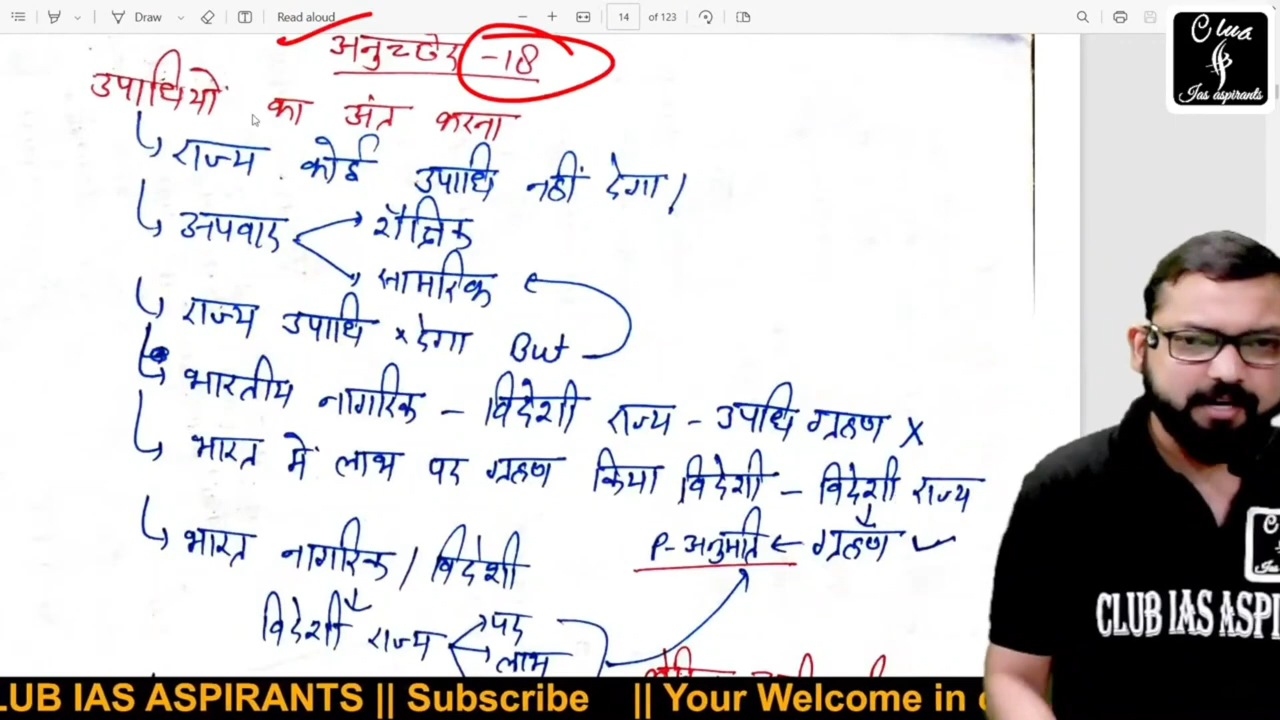 Draw
Read aloud
14 of 123
अनुच्छेद -18
उपाधियों का अंत करना
राज्य कोई उपाधि नहीं देगा।
अपवाद
शैक्षिक
सामरिक
राज्य उपाधि × देगा But
भारतीय नागरिक - विदेशी राज्य - उपधि ग्रहण ×
भारत में लाभ पद ग्रहण किया विदेशी - विदेशी राज्य
P-अनुमति ← ग्रहण ✓
भारत नागरिक / विदेशी
विदेशी राज्य
पद
लाभ
Clua
Ias aspirants
CLUB IAS ASPI
LUB IAS ASPIRANTS || Subscribe || Your Welcome in